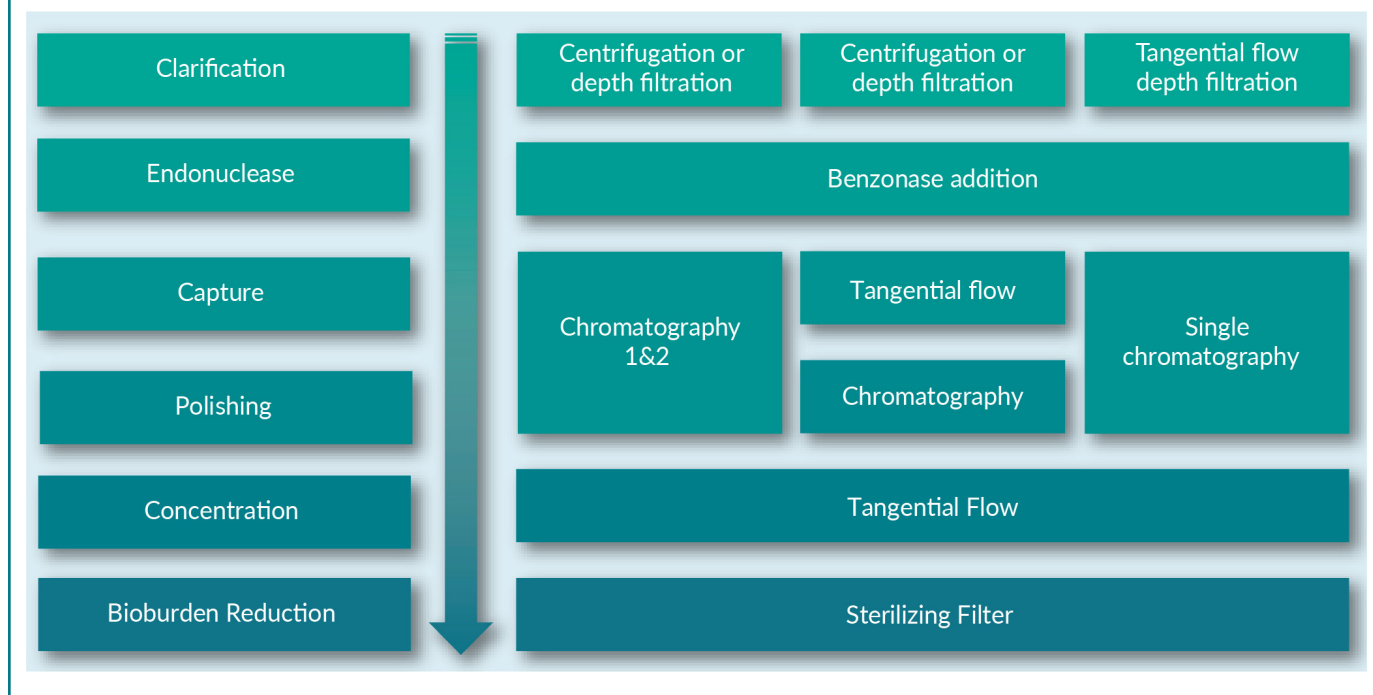 Clarification
Centrifugation or
depth filtration
Centrifugation or
depth filtration
Tangential flow
depth filtration
Endonuclease
Benzonase addition
Capture
Chromatography
1&2
Tangential flow
Single
chromatography
Polishing
Chromatography
Concentration
Tangential Flow
Bioburden Reduction
Sterilizing Filter